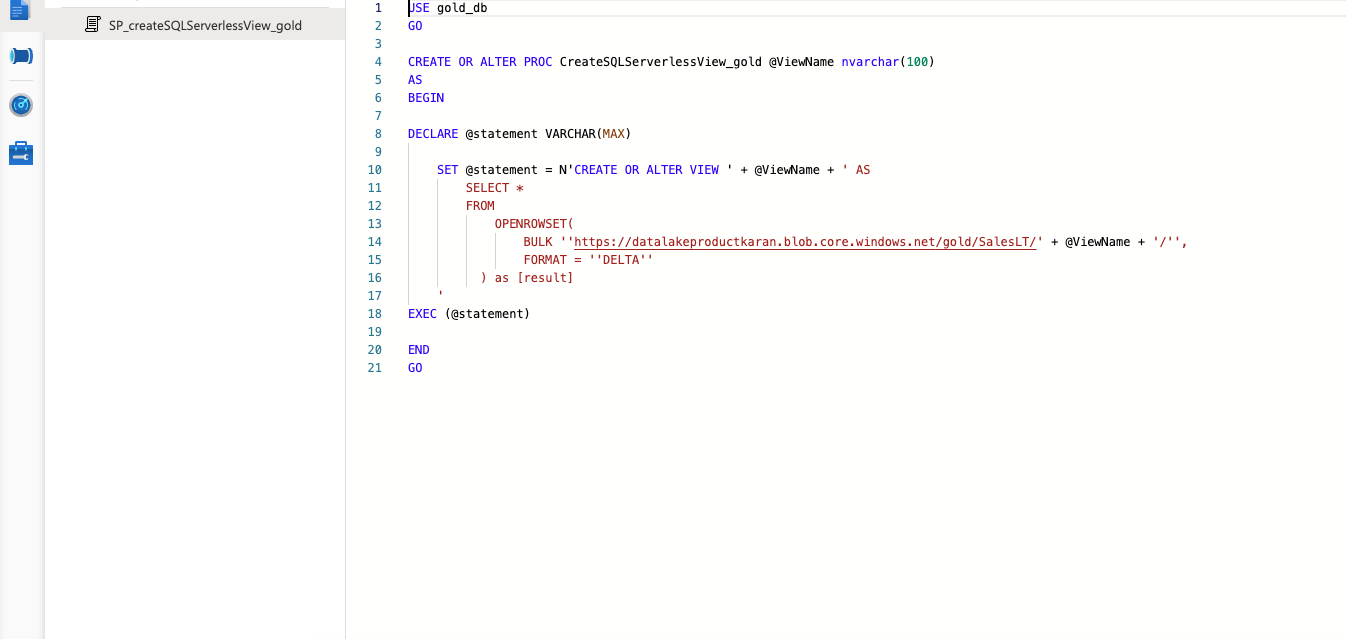 SP_createSQLServerlessView_gold
1 USE gold_db
2 GO
3
4 CREATE OR ALTER PROC CreateSQLServerlessView_gold @ViewName nvarchar(100)
5 AS
6 BEGIN
7
8 DECLARE @statement VARCHAR(MAX)
9
10 SET @statement = N'CREATE OR ALTER VIEW ' + @ViewName + ' AS
11 SELECT *
12 FROM
13 OPENROWSET(
14 BULK ''https://datalakeproductkaran.blob.core.windows.net/gold/SalesLT/' + @ViewName + '/'',
15 FORMAT = ''DELTA''
16 ) as [result]
17 '
18 EXEC (@statement)
19
20 END
21 GO